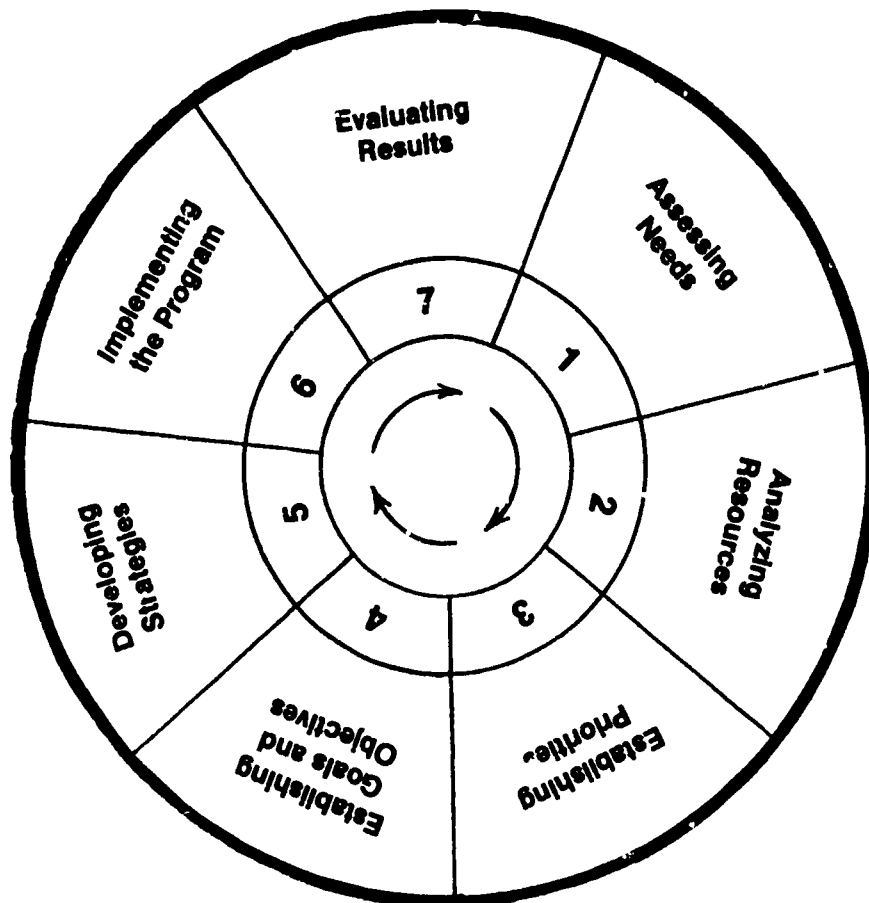 1
Assessing
Needs
2
Analyzing
Resources
3
Establishing
Priorities
4
Establishing
Goals and
Objectives
5
Developing
Strategies
6
Implementing
the Program
7
Evaluating
Results